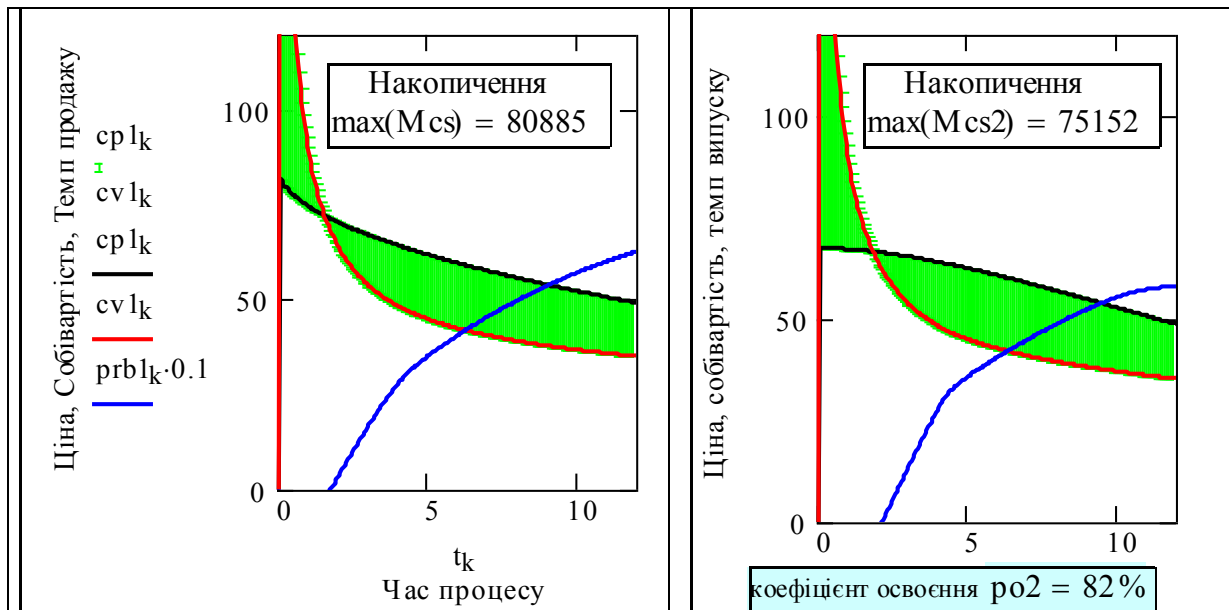 Ціна, Собівартість, Темп продажу
cp1k
cv1k
cp1k
cv1k
prb1k·0.1
Накопичення
max(Mcs) = 80885
100
50
0
0 5 10
tk
Час процесу
Ціна, собівартість, темп випуску
Накопичення
max(Mcs2) = 75152
100
50
0
0 5 10
коефіцієнт освоєння po2 = 82%